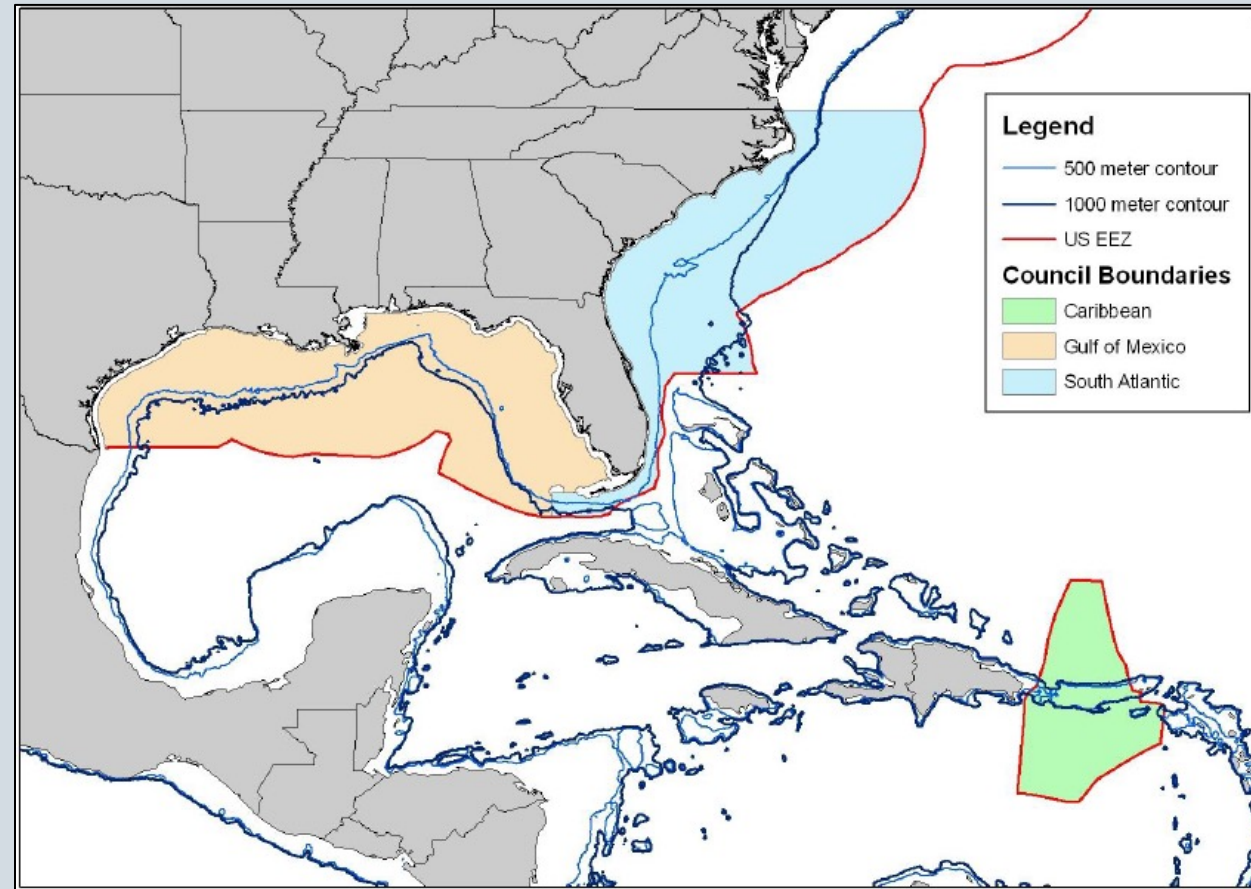 Legend
500 meter contour
1000 meter contour
US EEZ
Council Boundaries
Caribbean
Gulf of Mexico
South Atlantic